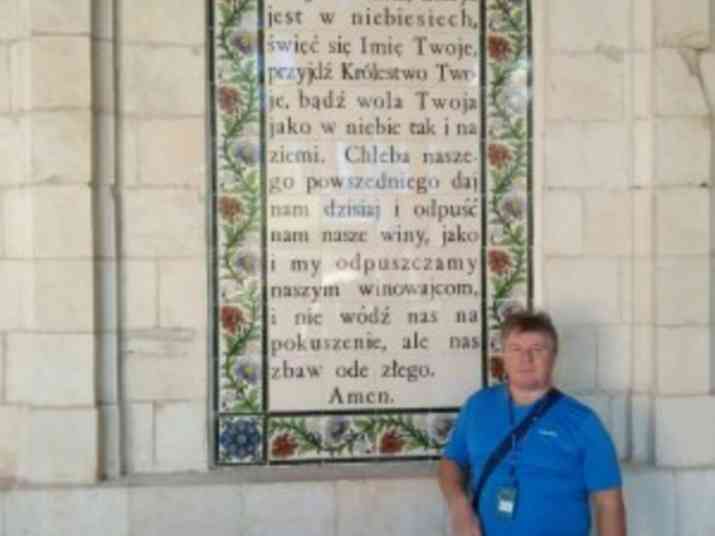 jest w niebiesiech,
święć się Imię Twoje,
przyjdź Królestwo Two-
je, bądź wola Twoja
jako w niebie tak i na
ziemi. Chleba nasze-
go powszedniego daj
nam dzisiaj i odpuść
nam nasze winy, jako
i my odpuszczamy
naszym winowajcom,
i nie wódź nas na
pokuszenie, ale nas
zbaw ode złego.
Amen.